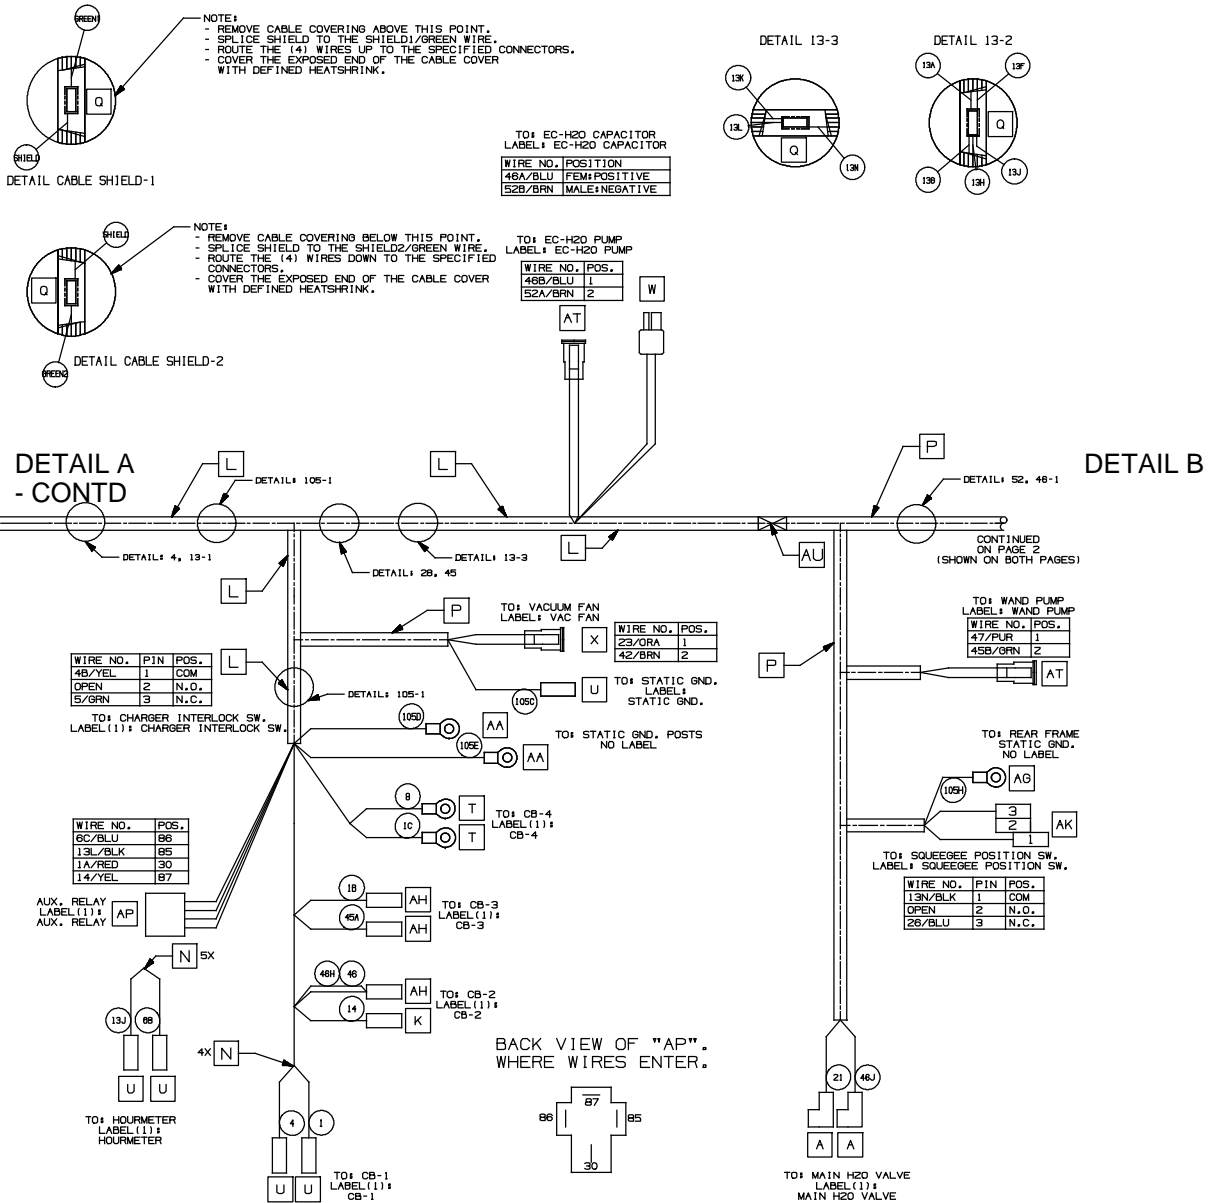 GREEN1
NOTE:
- REMOVE CABLE COVERING ABOVE THIS POINT.
- SPLICE SHIELD TO THE SHIELD1/GREEN WIRE.
- ROUTE THE (4) WIRES UP TO THE SPECIFIED CONNECTORS.
- COVER THE EXPOSED END OF THE CABLE COVER
WITH DEFINED HEATSHRINK.
Q
SHIELD
DETAIL CABLE SHIELD-1
DETAIL 13-3
13K
13L
Q
13N
DETAIL 13-2
13A
13F
Q
13B
13H
13J
TO: EC-H2O CAPACITOR
LABEL: EC-H2O CAPACITOR
WIRE NO. POSITION
46A/BLU FEM:POSITIVE
52B/BRN MALE:NEGATIVE
SHIELD
NOTE:
- REMOVE CABLE COVERING BELOW THIS POINT.
- SPLICE SHIELD TO THE SHIELD2/GREEN WIRE.
- ROUTE THE (4) WIRES DOWN TO THE SPECIFIED
CONNECTORS.
- COVER THE EXPOSED END OF THE CABLE COVER
WITH DEFINED HEATSHRINK.
Q
GREEN2
DETAIL CABLE SHIELD-2
TO: EC-H2O PUMP
LABEL: EC-H2O PUMP
WIRE NO. POS.
46B/BLU 1
52A/BRN 2
AT
W
DETAIL A
- CONTD
DETAIL B
L
DETAIL: 105-1
L
P
DETAIL: 52, 46-1
DETAIL: 4, 13-1
DETAIL: 13-3
DETAIL: 28, 45
L
AU
CONTINUED
ON PAGE 2
(SHOWN ON BOTH PAGES)
L
P
TO: VACUUM FAN
LABEL: VAC FAN
X
WIRE NO. POS.
23/ORA 1
42/BRN 2
TO: WAND PUMP
LABEL: WAND PUMP
WIRE NO. POS.
47/PUR 1
45B/GRN 2
AT
P
WIRE NO. PIN POS.
4B/YEL 1 COM
OPEN 2 N.O.
5/GRN 3 N.C.
TO: CHARGER INTERLOCK SW.
LABEL(1): CHARGER INTERLOCK SW.
L
DETAIL: 105-1
105C
U
TO: STATIC GND.
LABEL:
STATIC GND.
105D
AA
105E
AA
TO: STATIC GND. POSTS
NO LABEL
TO: REAR FRAME
STATIC GND.
NO LABEL
105H
AG
3
2
1
AK
TO: SQUEEGEE POSITION SW.
LABEL: SQUEEGEE POSITION SW.
WIRE NO. PIN POS.
13N/BLK 1 COM
OPEN 2 N.O.
26/BLU 3 N.C.
8
T
1C
T
TO: CB-4
LABEL(1):
CB-4
WIRE NO. POS.
6C/BLU 86
13L/BLK 85
1A/RED 30
14/YEL 87
AUX. RELAY
LABEL(1):
AUX. RELAY
AP
1B
AH
45A
AH
TO: CB-3
LABEL(1):
CB-3
N 5X
13J
6B
U
U
TO: HOURMETER
LABEL(1):
HOURMETER
46H
46
AH
14
K
TO: CB-2
LABEL(1):
CB-2
4X N
4
1
U
U
TO: CB-1
LABEL(1):
CB-1
BACK VIEW OF "AP".
WHERE WIRES ENTER.
87
86
85
30
21
46J
A
A
TO: MAIN H2O VALVE
LABEL(1):
MAIN H2O VALVE